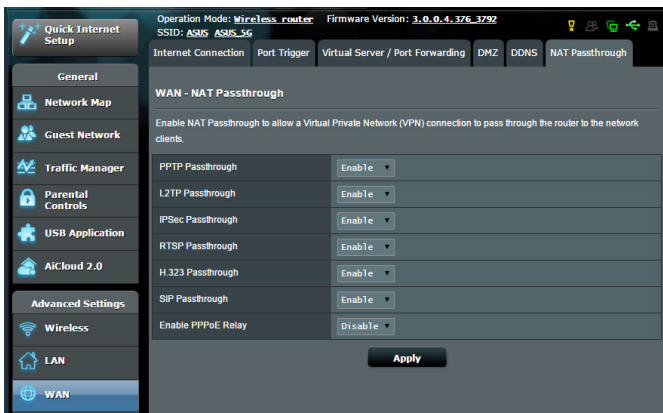 Quick Internet
Setup
Operation Mode: Wireless router Firmware Version: 3.0.0.4.376_3792
SSID: ASUS ASUS_5G
Internet Connection Port Trigger Virtual Server / Port Forwarding DMZ DDNS NAT Passthrough
General
Network Map
Guest Network
Traffic Manager
Parental
Controls
USB Application
AiCloud 2.0
Advanced Settings
Wireless
LAN
WAN
WAN - NAT Passthrough
Enable NAT Passthrough to allow a Virtual Private Network (VPN) connection to pass through the router to the network
clients.
PPTP Passthrough Enable
L2TP Passthrough Enable
IPSec Passthrough Enable
RTSP Passthrough Enable
H.323 Passthrough Enable
SIP Passthrough Enable
Enable PPPoE Relay Disable
Apply